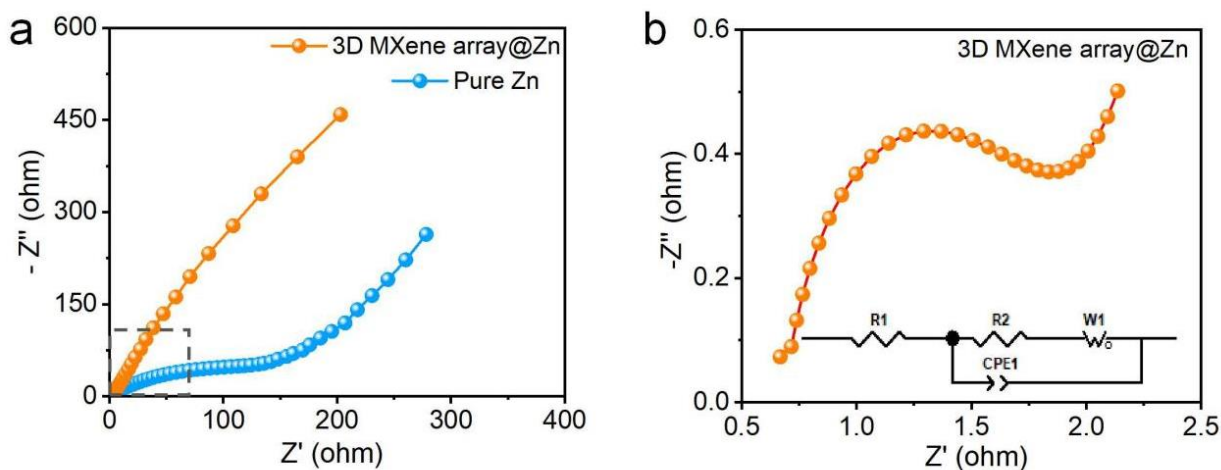 a
600
450
300
150
0
- Z" (ohm)
3D MXene array@Zn
Pure Zn
0 100 200 300 400
Z' (ohm)
b
0.6
0.4
0.2
0.0
-Z" (ohm)
3D MXene array@Zn
R1 R2 W1
CPE1
0.5 1.0 1.5 2.0 2.5
Z' (ohm)